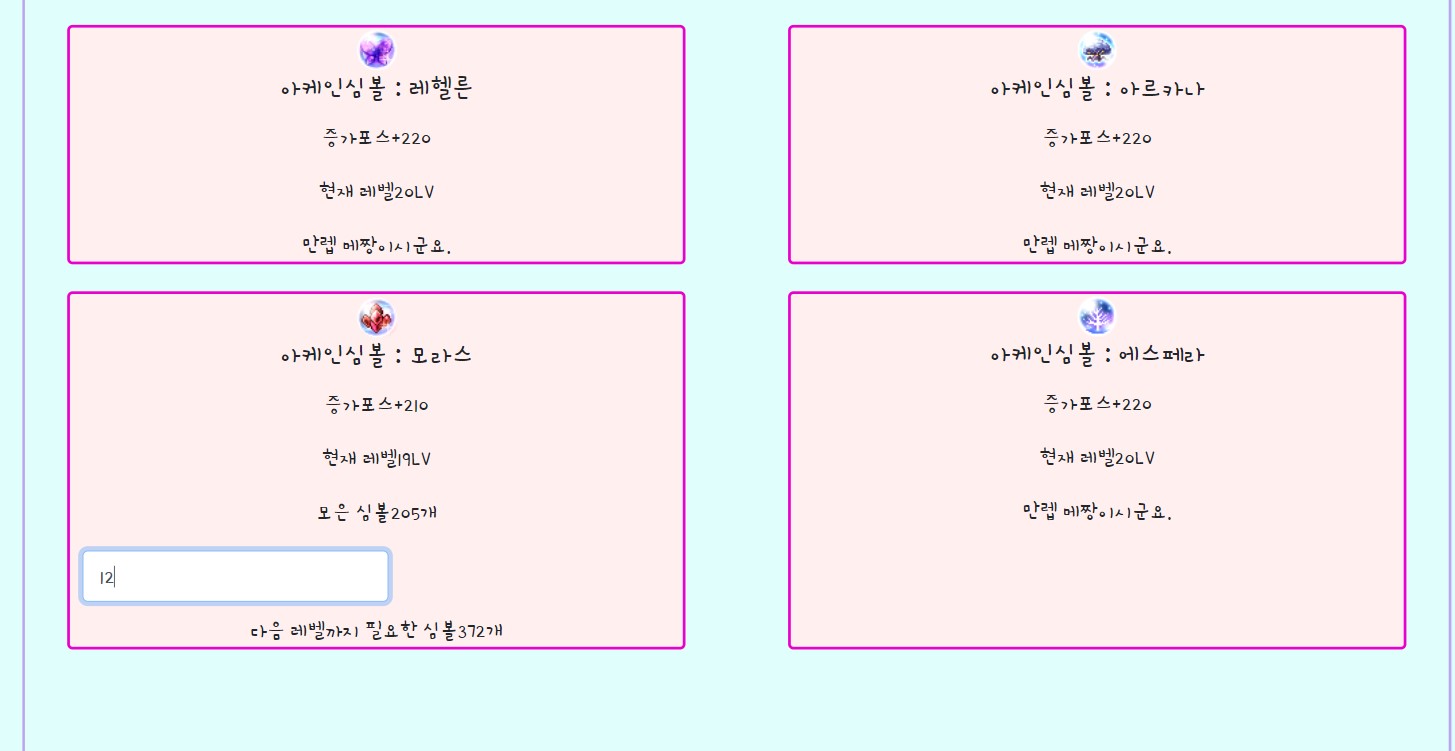 아케인심볼 : 레헬른
증가포스+220
현재 레벨20LV
만렙 메짱이시군요.
아케인심볼 : 아르카나
증가포스+220
현재 레벨20LV
만렙 메짱이시군요.
아케인심볼 : 모라스
증가포스+210
현재 레벨19LV
모은 심볼205개
12
다음 레벨까지 필요한 심볼372개
아케인심볼 : 에스페라
증가포스+220
현재 레벨20LV
만렙 메짱이시군요.